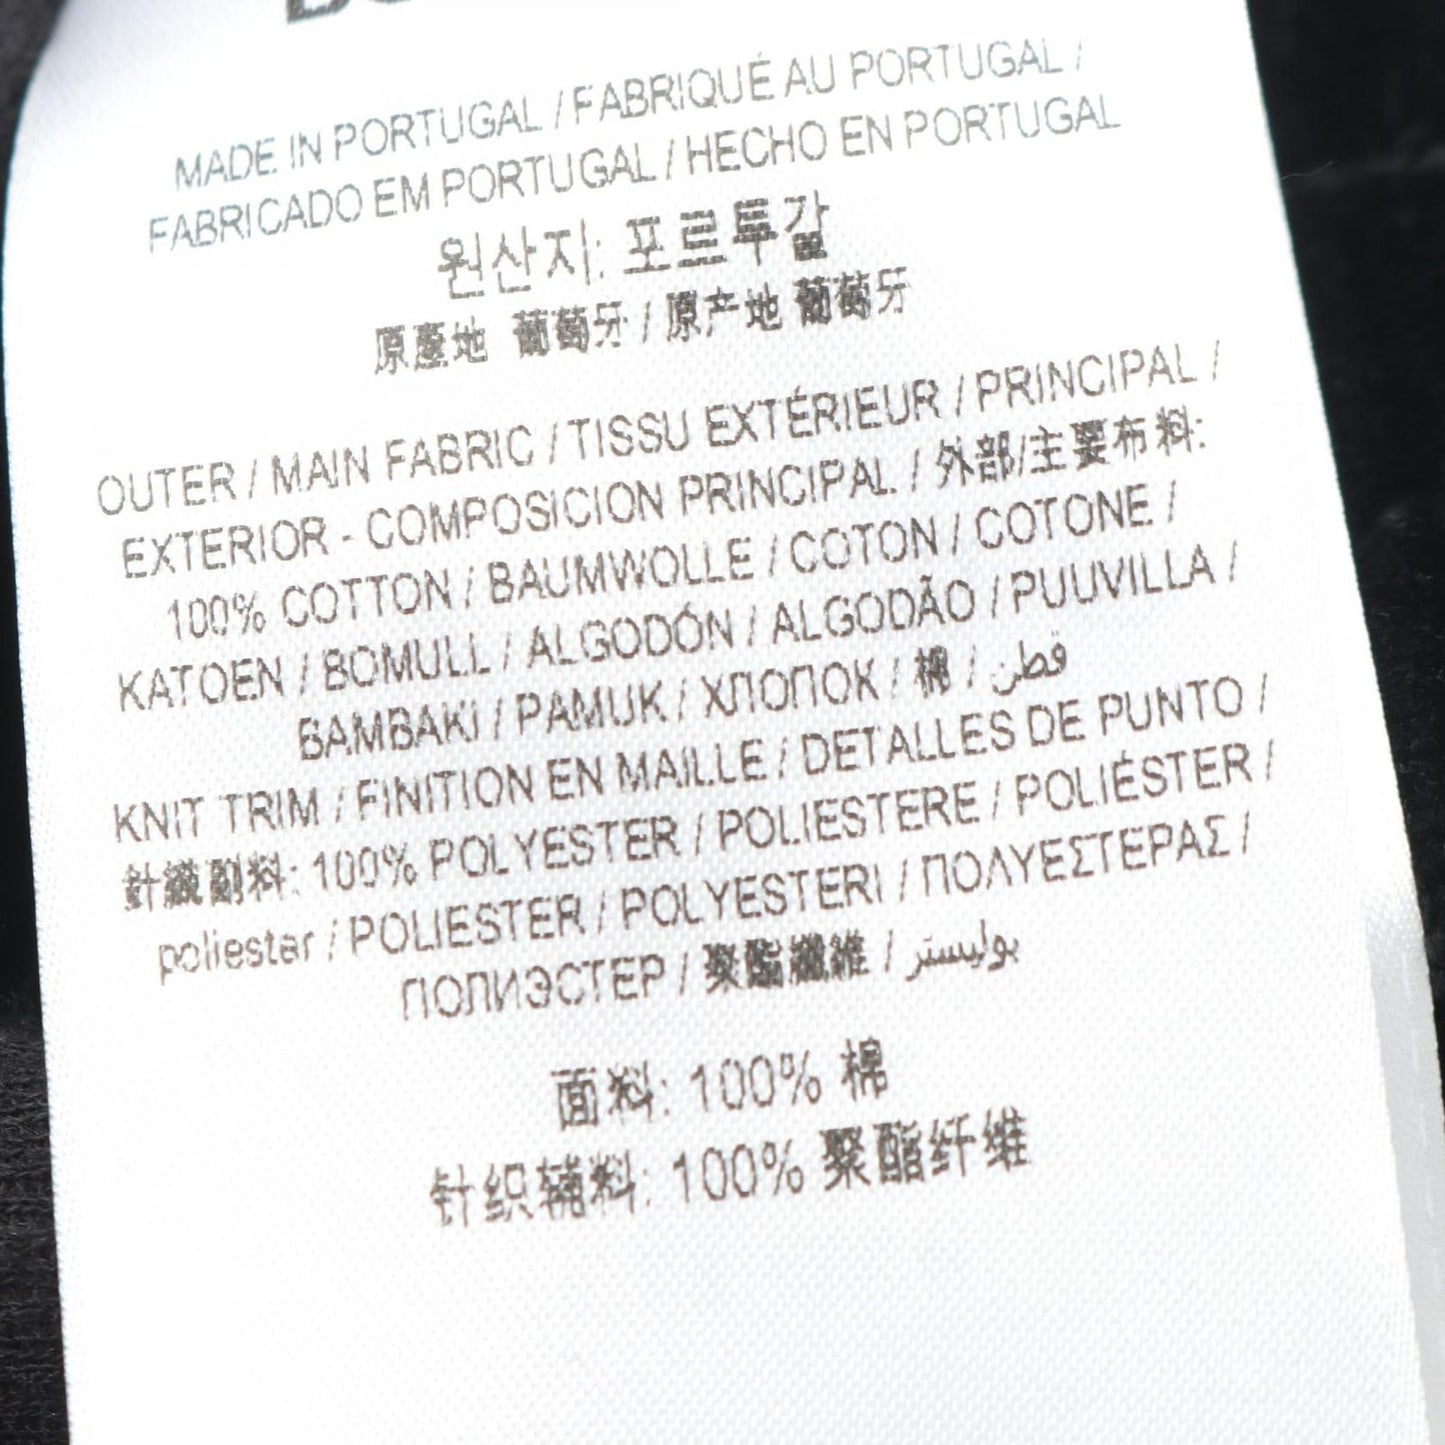 MADE IN PORTUGAL / FABRIQUÉ AU PORTUGAL /
FABRICADO EM PORTUGAL / HECHO EN PORTUGAL
원산지: 포르투갈
原產地 葡萄牙 / 原产地 葡萄牙
OUTER / MAIN FABRIC / TISSU EXTÉRIEUR / PRINCIPAL /
EXTERIOR - COMPOSICION PRINCIPAL / 外部/主要布料:
100% COTTON / BAUMWOLLE / COTON / COTONE /
KATOEN / BOMULL / ALGODÓN / ALGODÃO / PUUVILLA /
BAMBAKI / PAMUK / ХЛОПОК / 棉 / قطن
KNIT TRIM / FINITION EN MAILLE / DETALLES DE PUNTO /
針織副料: 100% POLYESTER / POLIESTERE / POLIÉSTER /
poliestar / POLIESTER / POLYESTERI / ΠΟΛΥΕΣΤΕΡΑΣ /
ПОЛИЭСТЕР / 聚酯纖維 / بوليستر
面料: 100% 棉
针织辅料: 100% 聚酯纤维